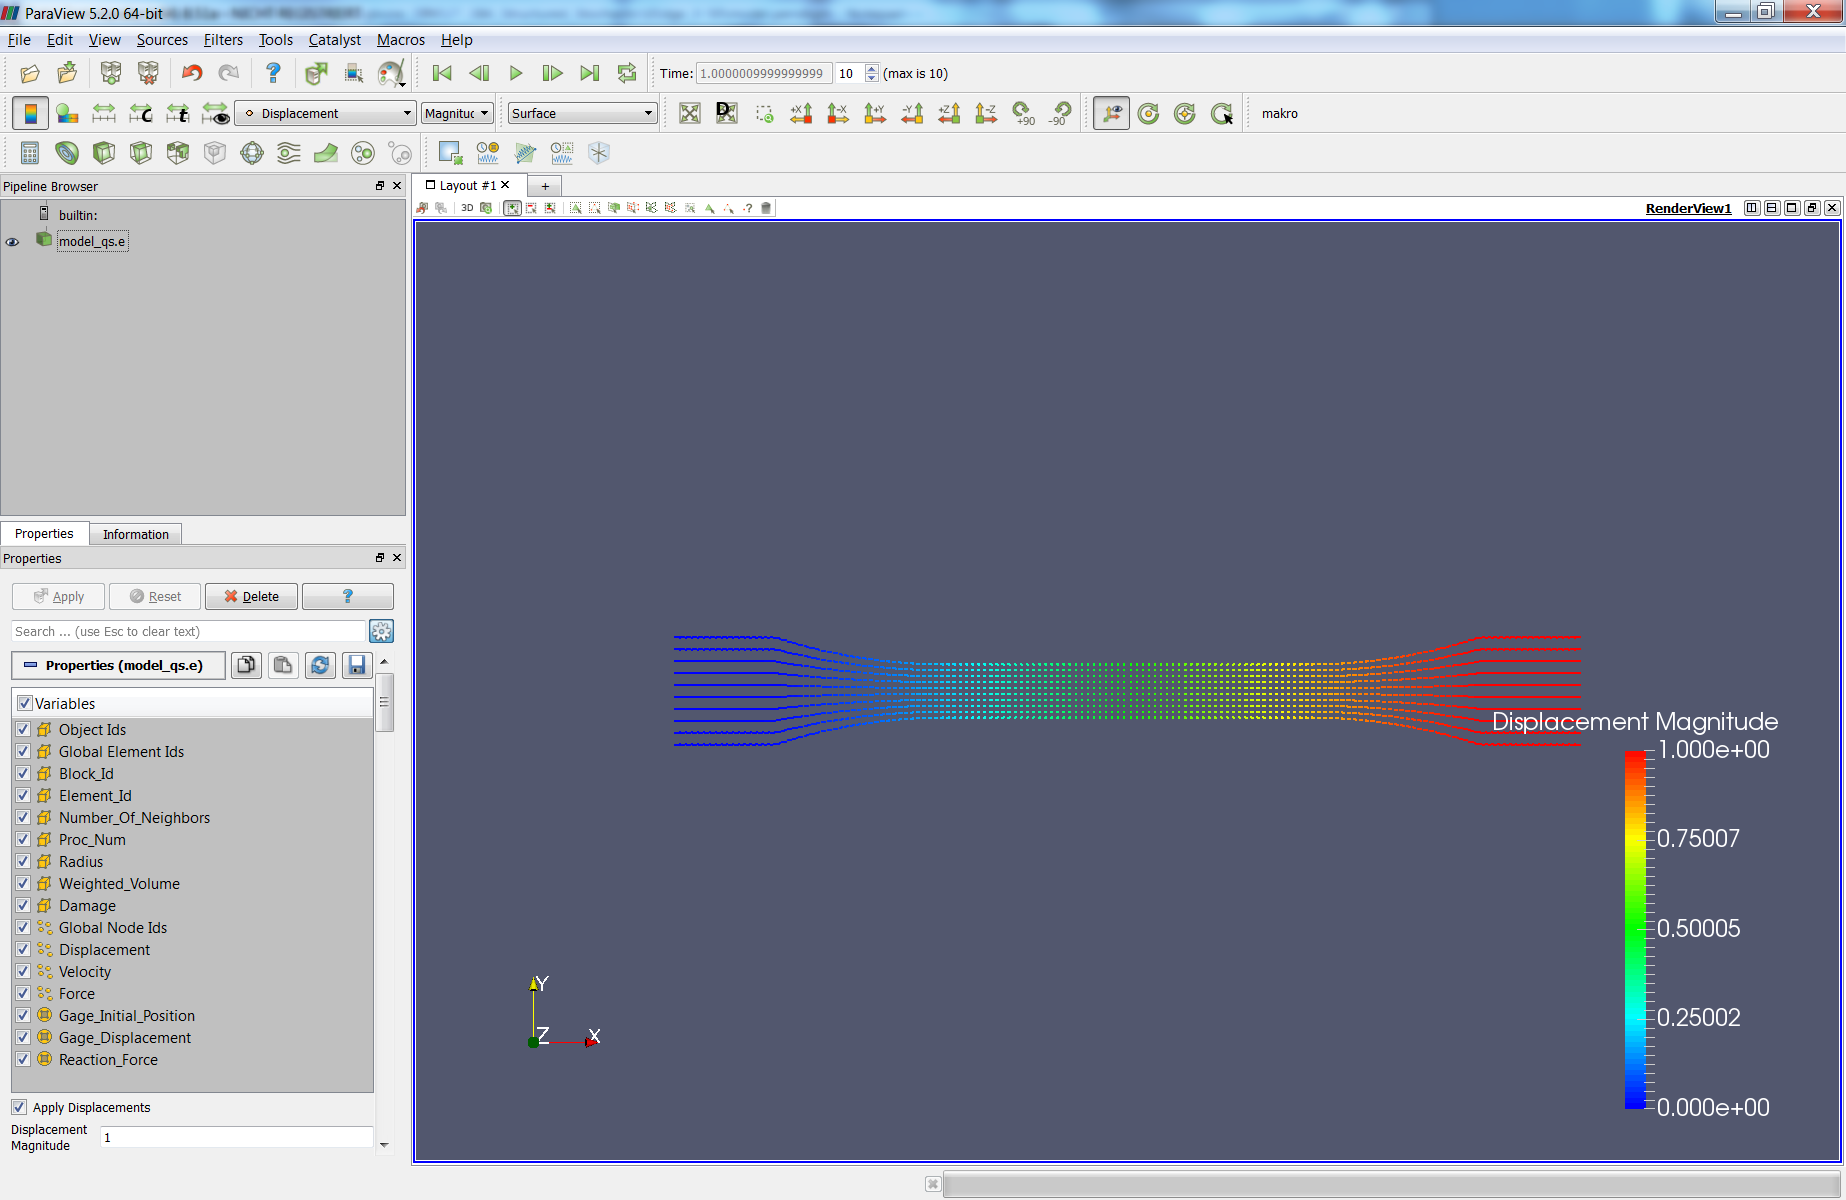 ParaView 5.2.0 64-bit
File Edit View Sources Filters Tools Catalyst Macros Help
Time: 1.0000009999999999 10 (max is 10)
Displacement Magnituc Surface +X -X +Y -Y +Z -Z +90 -90 makro
Pipeline Browser
Layout #1 +
builtin:
model_qs.e
3D
RenderView1
Properties Information
Properties
Apply Reset Delete ?
Search ... (use Esc to clear text)
Properties (model_qs.e)
Variables
Object Ids
Global Element Ids
Block_Id
Element_Id
Number_Of_Neighbors
Proc_Num
Radius
Weighted_Volume
Damage
Global Node Ids
Displacement
Velocity
Force
Gage_Initial_Position
Gage_Displacement
Reaction_Force
Apply Displacements
Displacement
Magnitude
1
Displacement Magnitude
1.000e+00
0.75007
0.50005
0.25002
0.000e+00
Y
Z
X